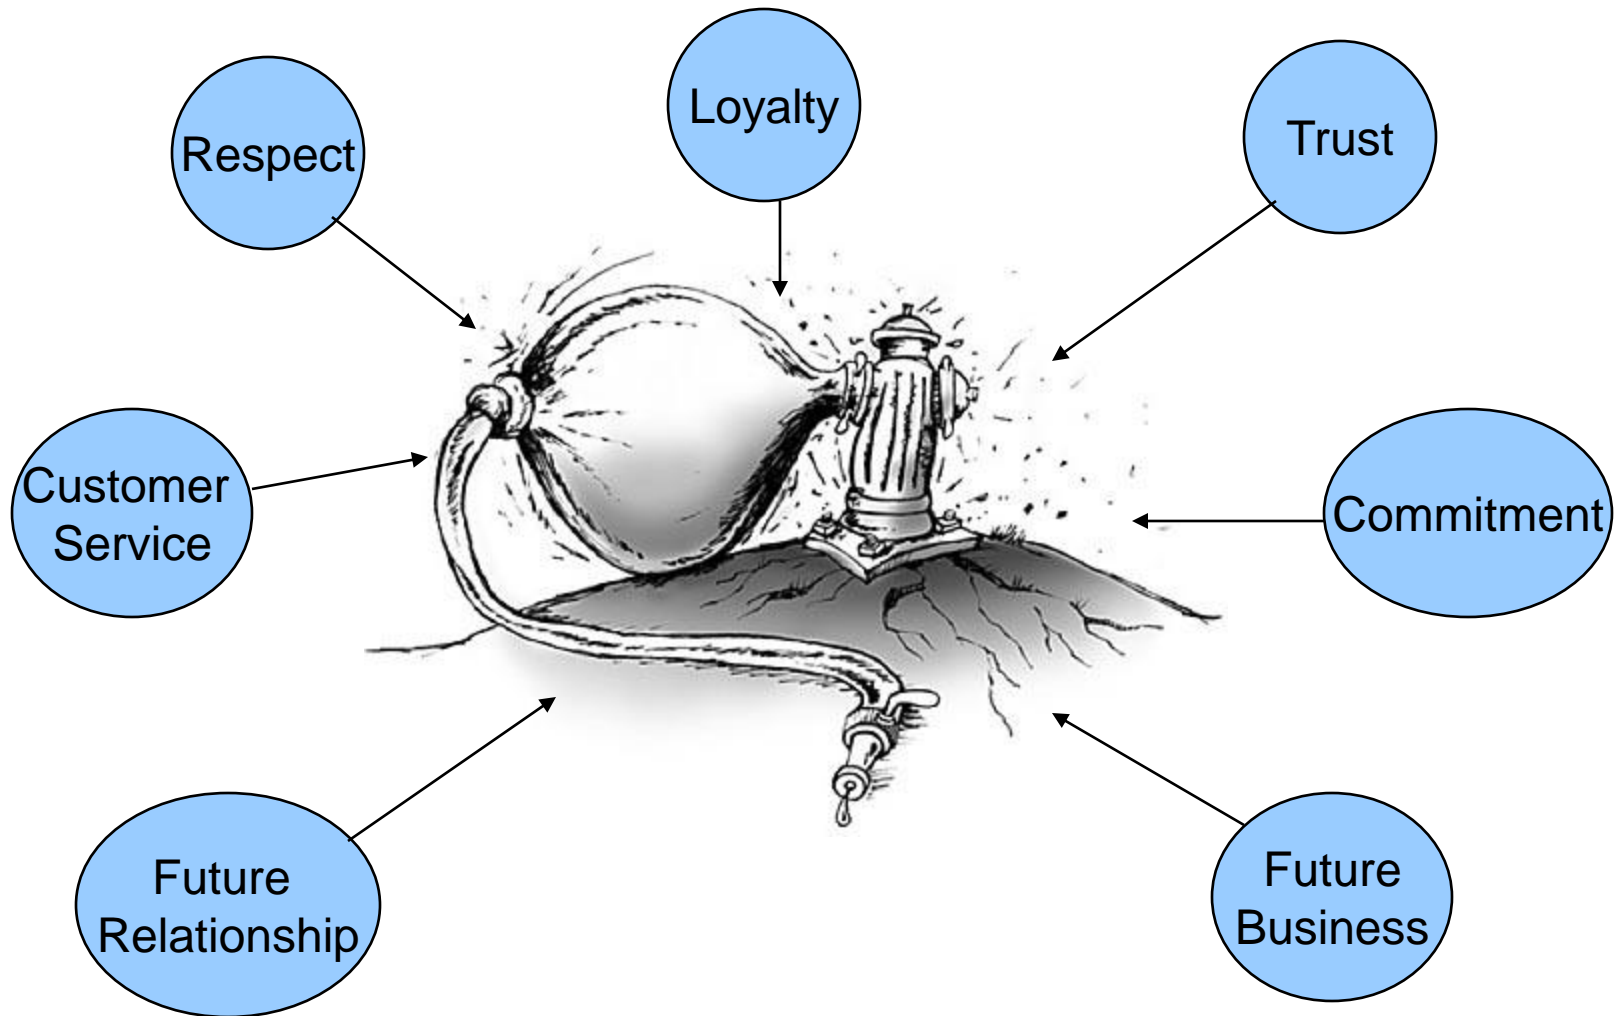 Loyalty
Respect
Trust
Customer
Service
Commitment
Future
Relationship
Future
Business